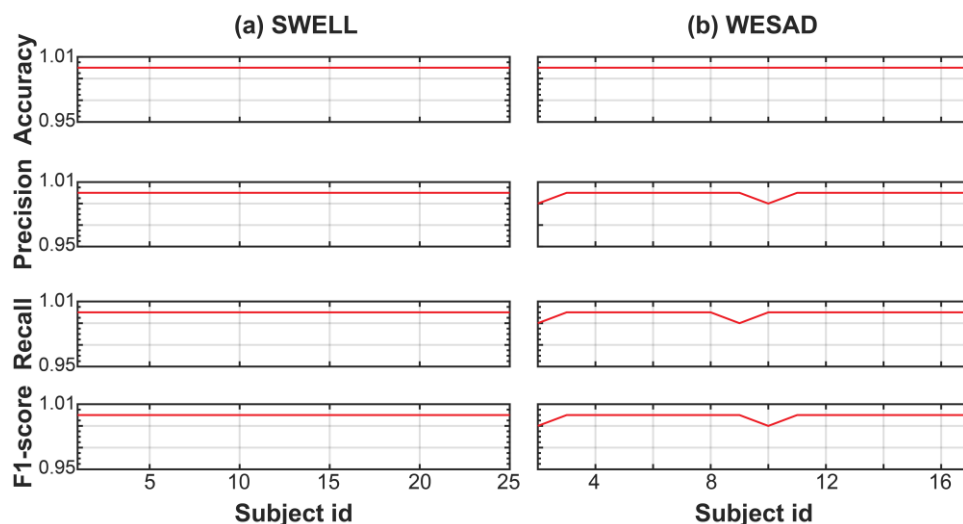 (a) SWELL
(b) WESAD
Accuracy
1.01
0.95
Precision
1.01
0.95
Recall
1.01
0.95
F1-score
1.01
0.95
5 10 15 20 25
4 8 12 16
Subject id
Subject id